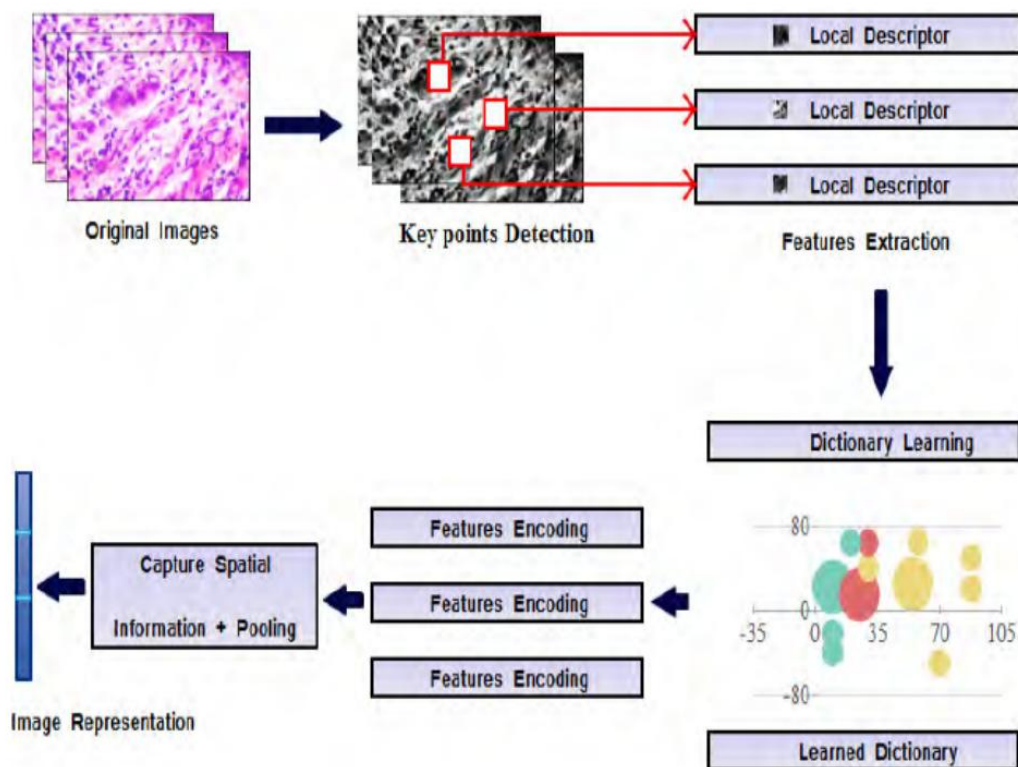 Local Descriptor
Local Descriptor
Local Descriptor
Original Images
Key points Detection
Features Extraction
Dictionary Learning
80
0
-35
0
35
70
105
-80
Learned Dictionary
Features Encoding
Features Encoding
Features Encoding
Capture Spatial
Information + Pooling
Image Representation